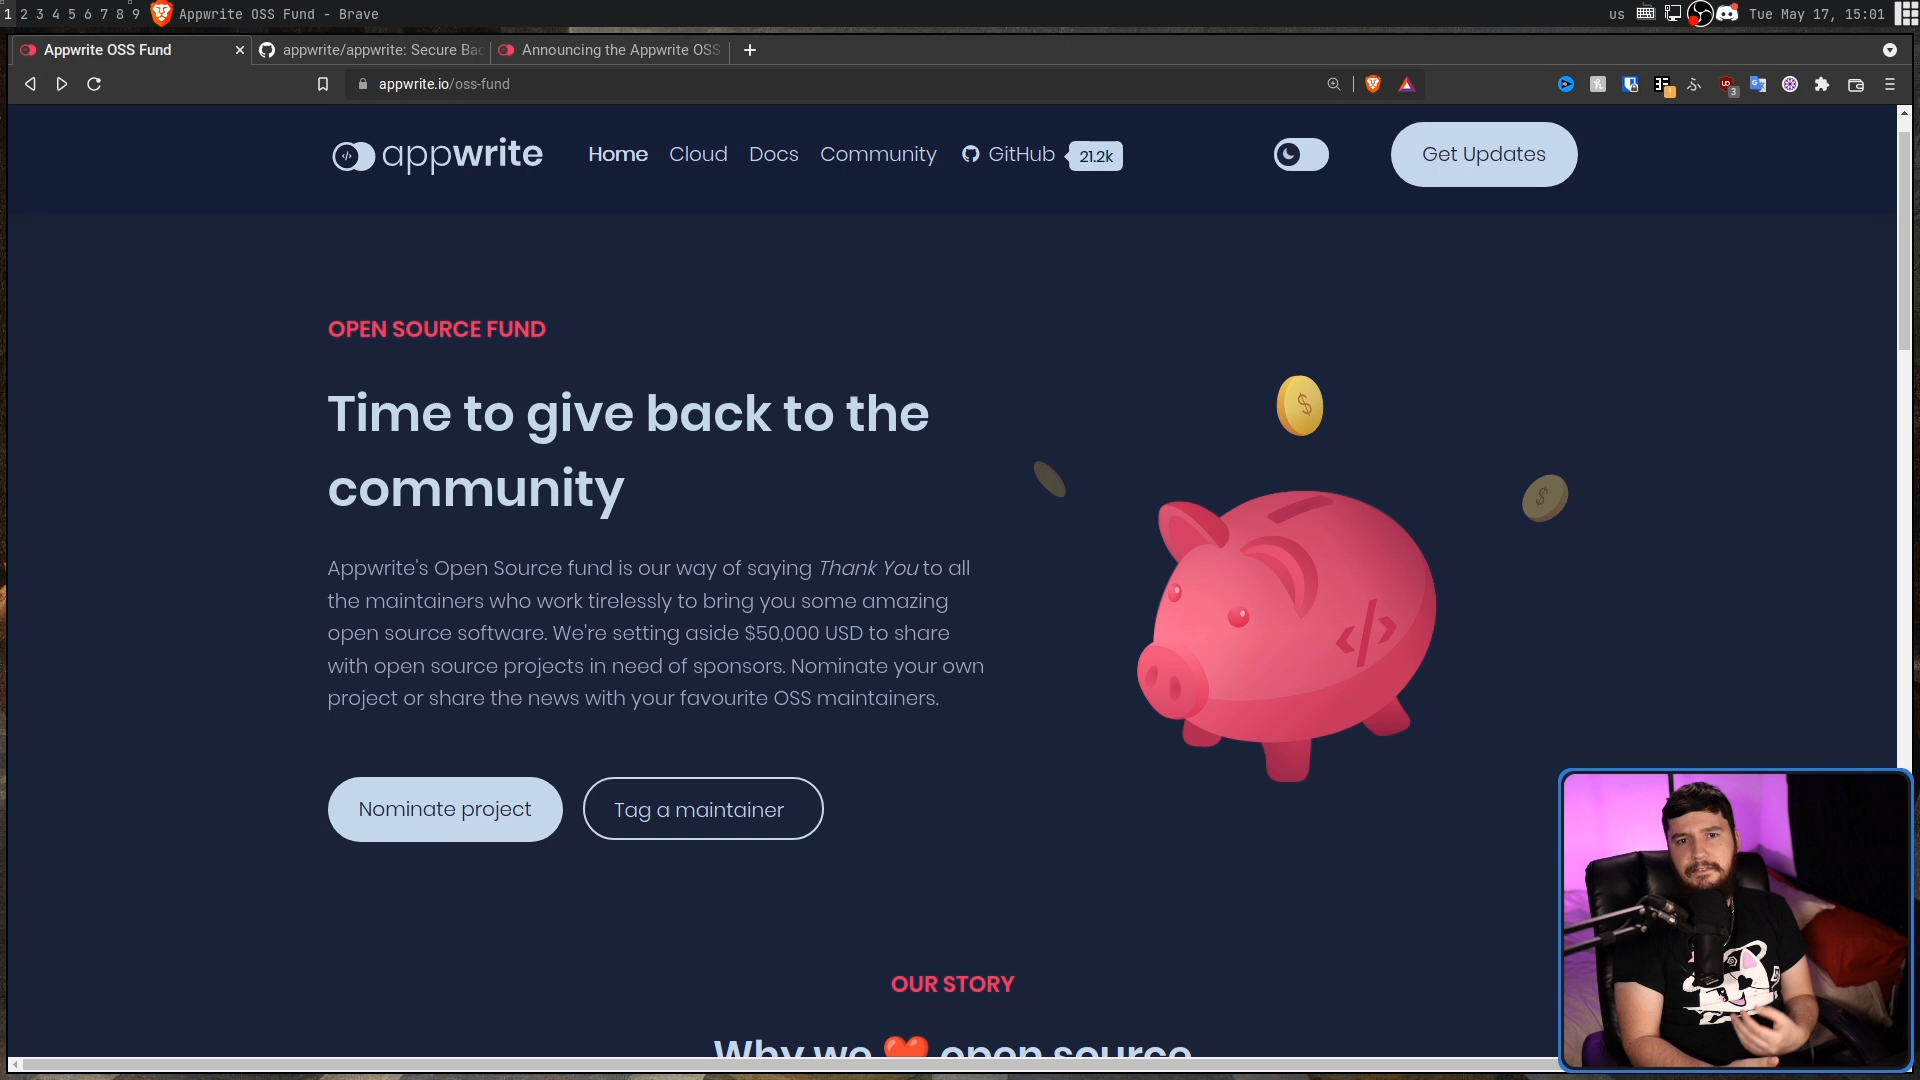 1 2 3 4 5 6 7 8 9 Appwrite OSS Fund - Brave us Tue May 17, 15:01
Appwrite OSS Fund appwrite/appwrite: Secure Bac Announcing the Appwrite OSS
appwrite.io/oss-fund
appwrite Home Cloud Docs Community GitHub 21.2k Get Updates
OPEN SOURCE FUND
Time to give back to the
community
Appwrite's Open Source fund is our way of saying Thank You to all
the maintainers who work tirelessly to bring you some amazing
open source software. We're setting aside $50,000 USD to share
with open source projects in need of sponsors. Nominate your own
project or share the news with your favourite OSS maintainers.
Nominate project Tag a maintainer
OUR STORY
Why we ❤️ open source